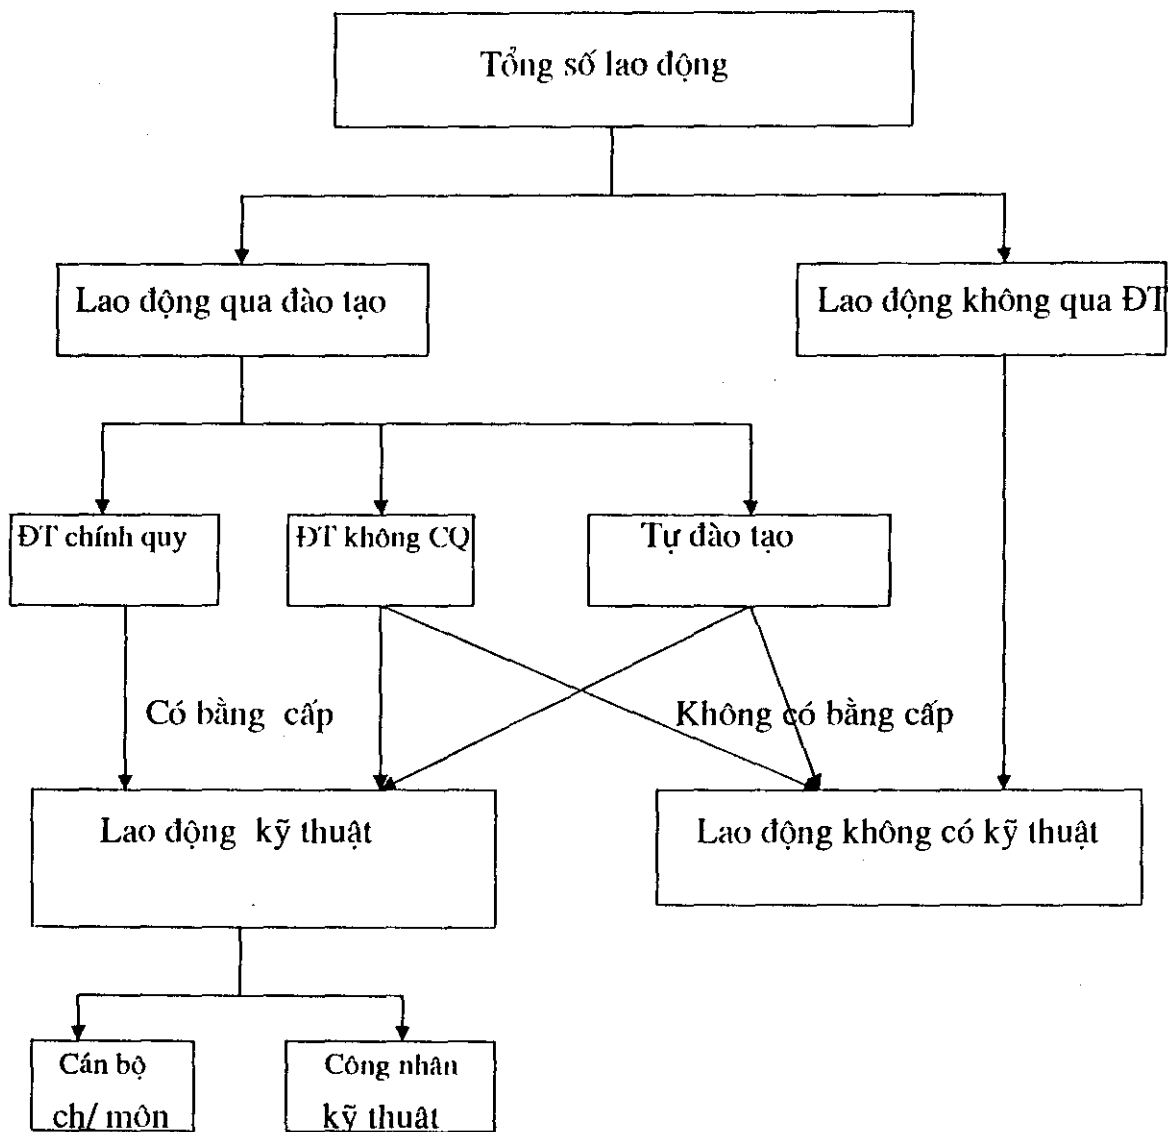 Tổng số lao động
Lao động qua đào tạo
Lao động không qua ĐT
ĐT chính quy
ĐT không CQ
Tự đào tạo
Có bằng cấp
Không có bằng cấp
Lao động kỹ thuật
Lao động không có kỹ thuật
Cán bộ
ch/ môn
Công nhân
kỹ thuật